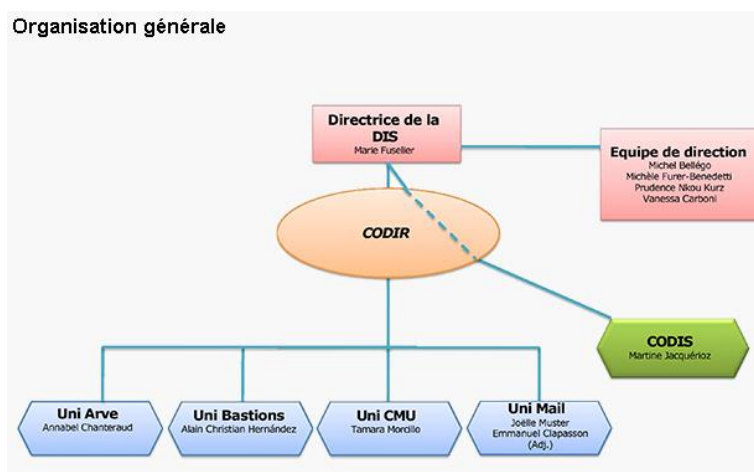 Organisation générale
Directrice de la
DIS
Marie Fuselier
Equipe de direction
Michel Bellégo
Michèle Furer-Benedetti
Prudence Nkou Kurz
Vanessa Carboni
CODIR
CODIS
Martine Jacquérioz
Uni Arve
Annabel Chanteraud
Uni Bastions
Alain Christian Hernández
Uni CMU
Tamara Morcillo
Uni Mail
Joëlle Muster
Emmanuel Clapasson
(Adj.)